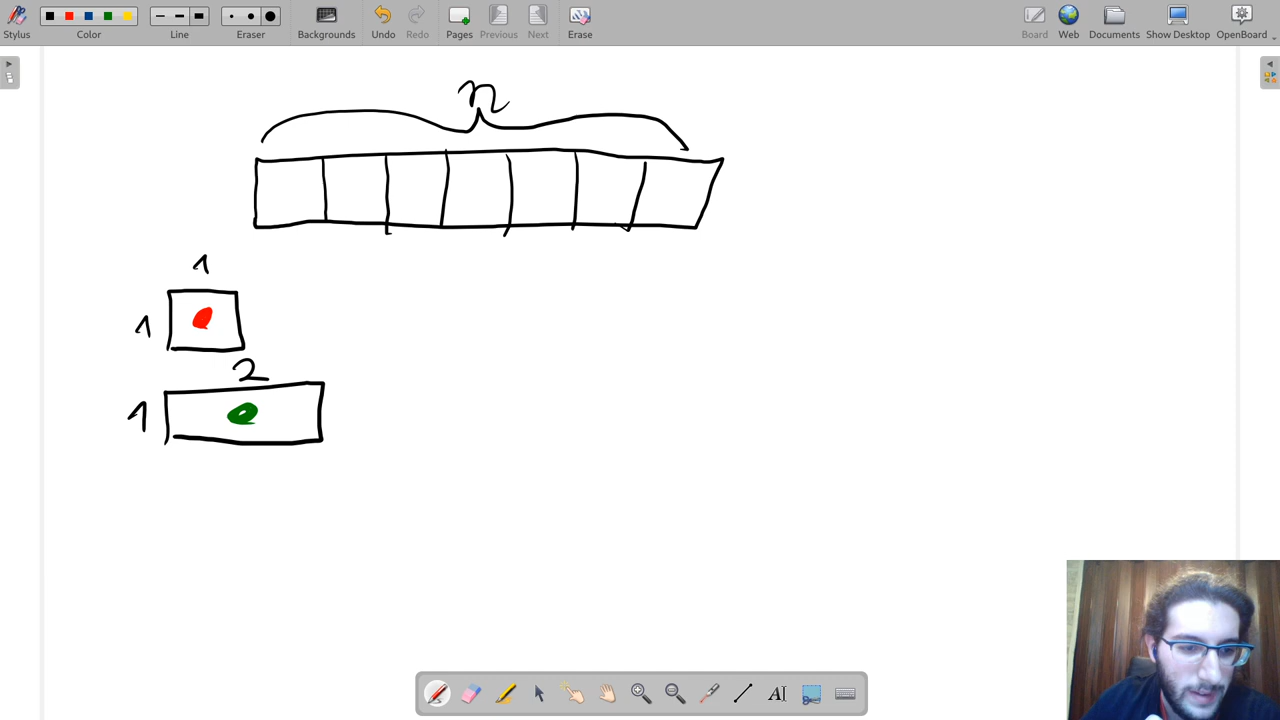 Stylus Color Line Eraser Backgrounds Undo Redo Pages Previous Next Erase Board Web Documents Show Desktop OpenBoard
n
1
1
2
1
AI